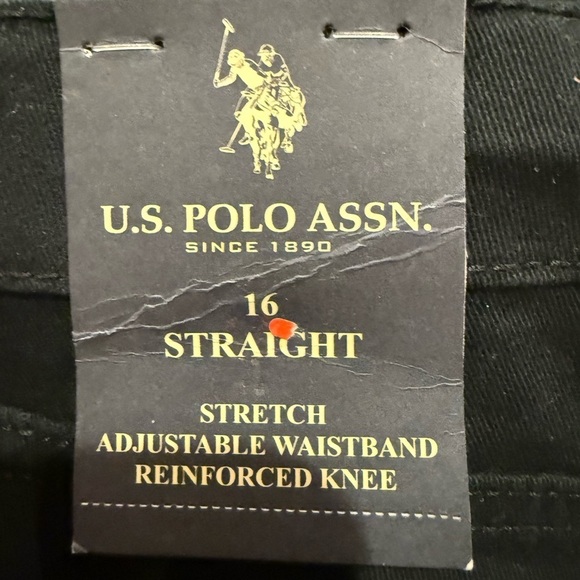 U.S. POLO ASSN.
SINCE 1890
16
STRAIGHT
STRETCH
ADJUSTABLE WAISTBAND
REINFORCED KNEE